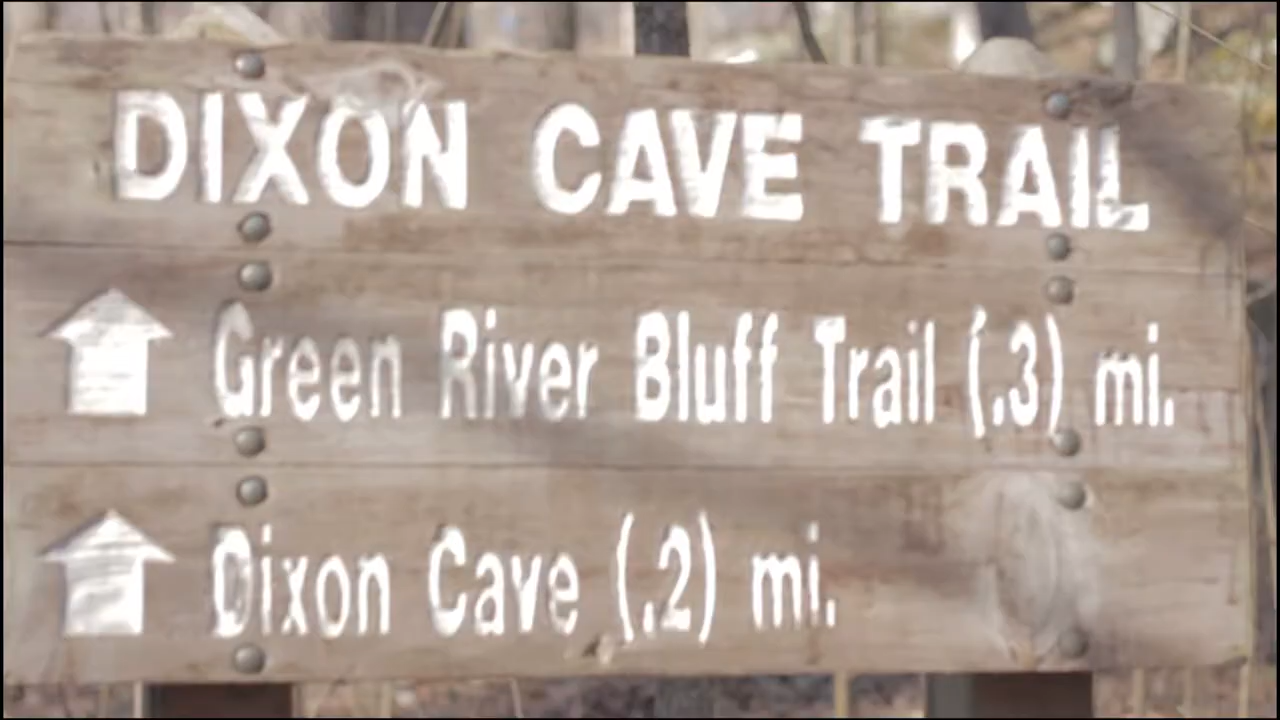 DIXON CAVE TRAIL
Green River Bluff Trail (.3) mi.
Dixon Cave (.2) mi.